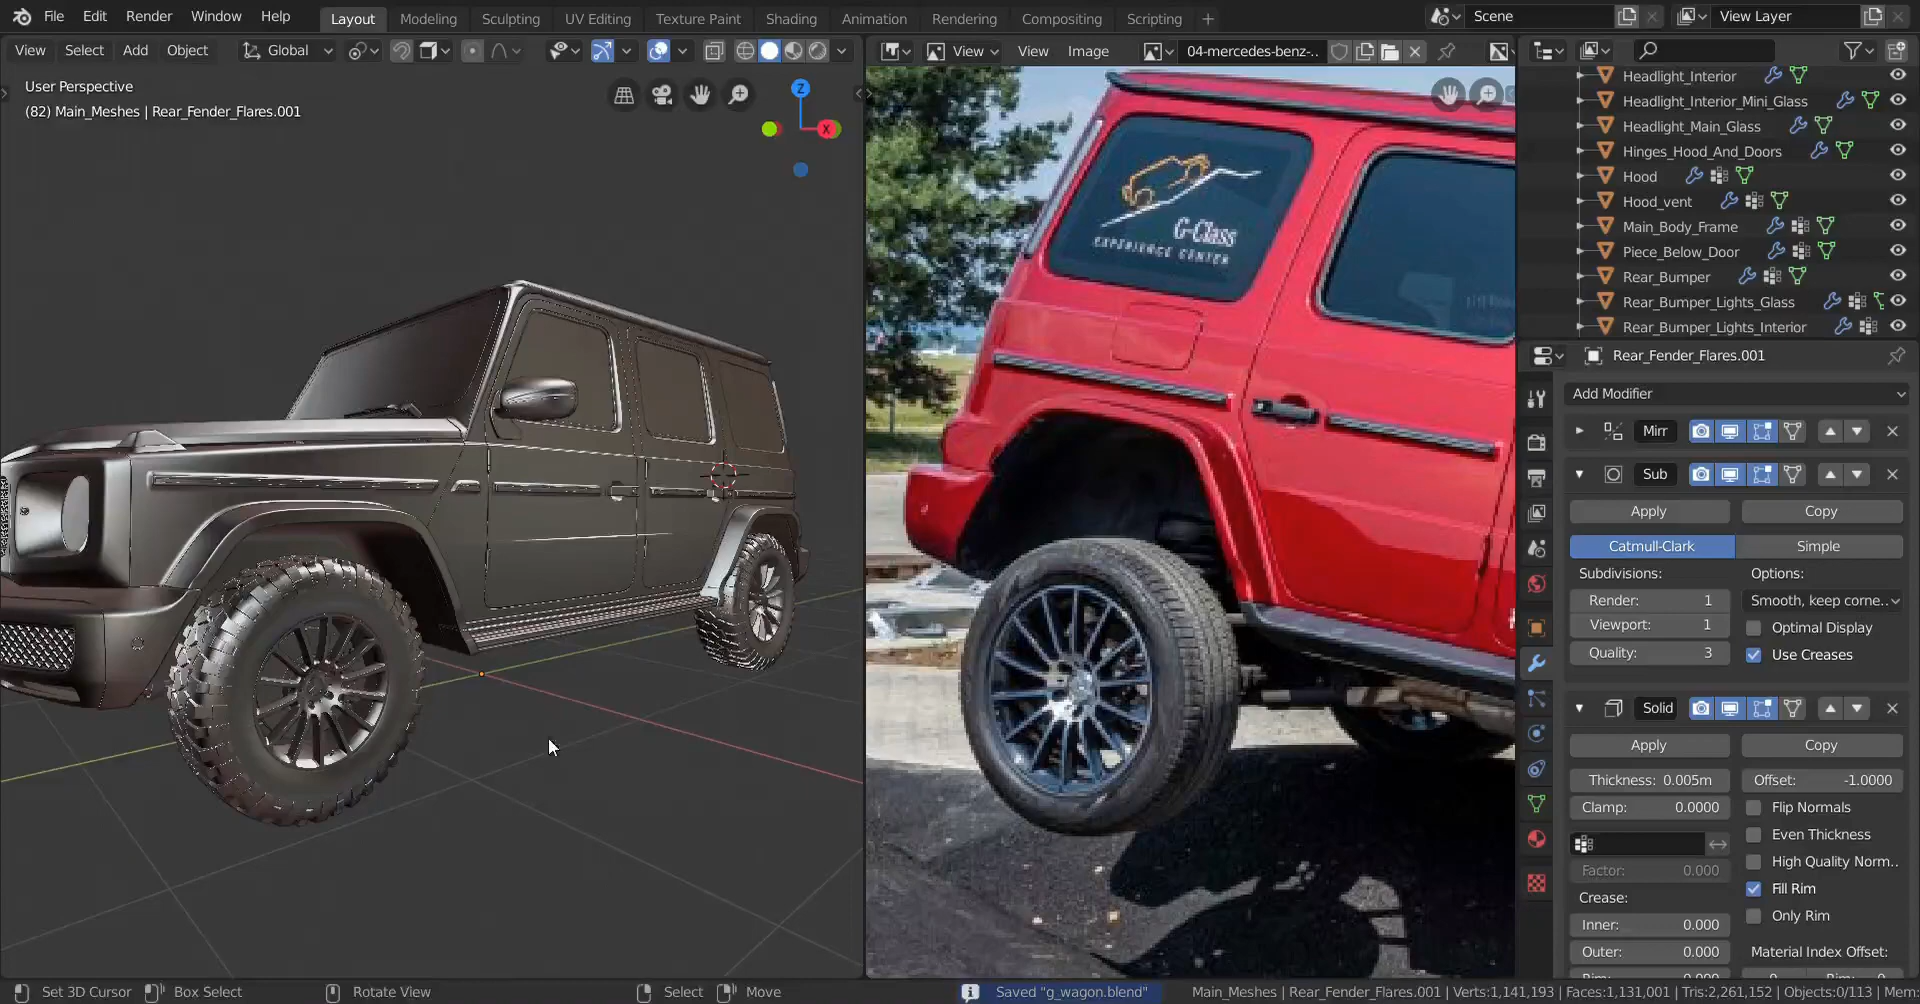 File Edit Render Window Help Layout Modeling Sculpting UV Editing Texture Paint Shading Animation Rendering Compositing Scripting + Scene View Layer
View Select Add Object Global View View Image 04-mercedes-benz-..
User Perspective
(82) Main_Meshes | Rear_Fender_Flares.001
Z
X
G-Class
EXPERIENCE CENTER
Headlight_Interior
Headlight_Interior_Mini_Glass
Headlight_Main_Glass
Hinges_Hood_And_Doors
Hood
Hood_vent
Main_Body_Frame
Piece_Below_Door
Rear_Bumper
Rear_Bumper_Lights_Glass
Rear_Bumper_Lights_Interior
Rear_Fender_Flares.001
Add Modifier
Mirr
Sub
Apply Copy
Catmull-Clark Simple
Subdivisions: Options:
Render: 1 Smooth, keep corne..
Viewport: 1 Optimal Display
Quality: 3 Use Creases
Solid
Apply Copy
Thickness: 0.005m Offset: -1.0000
Clamp: 0.0000 Flip Normals
Even Thickness
High Quality Norm..
Factor: 0.000 Fill Rim
Crease: Only Rim
Inner: 0.000
Outer: 0.000 Material Index Offset:
Set 3D Cursor Box Select Rotate View Select Move Saved "g_wagon.blend" Main_Meshes | Rear_Fender_Flares.001 | Verts:1,141,193 | Faces:1,131,001 | Tris:2,261,152 | Objects:0/113 | Mem: